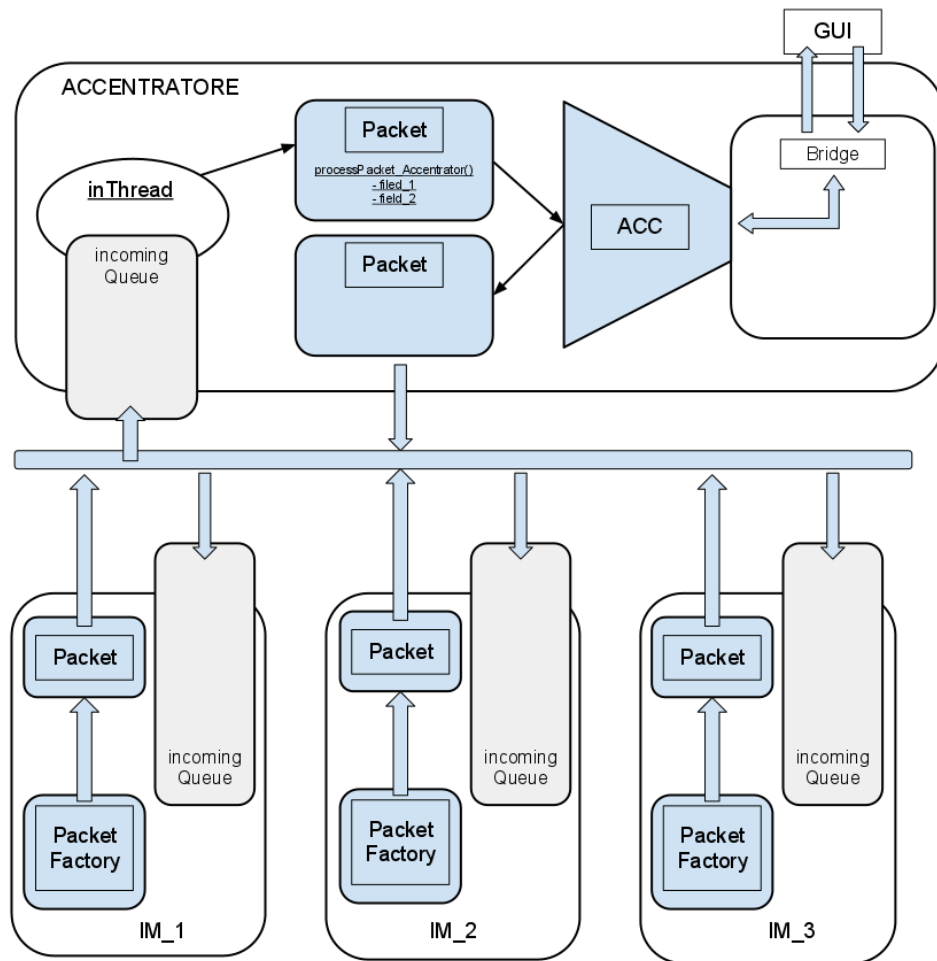 GUI
ACCENTRATORE
Packet
processPacket_Accentrator()
- filed_1
- field_2
inThread
Bridge
ACC
incoming
Queue
Packet
Packet
Packet
Packet
incoming
Queue
incoming
Queue
incoming
Queue
Packet
Factory
Packet
Factory
Packet
Factory
IM_1
IM_2
IM_3